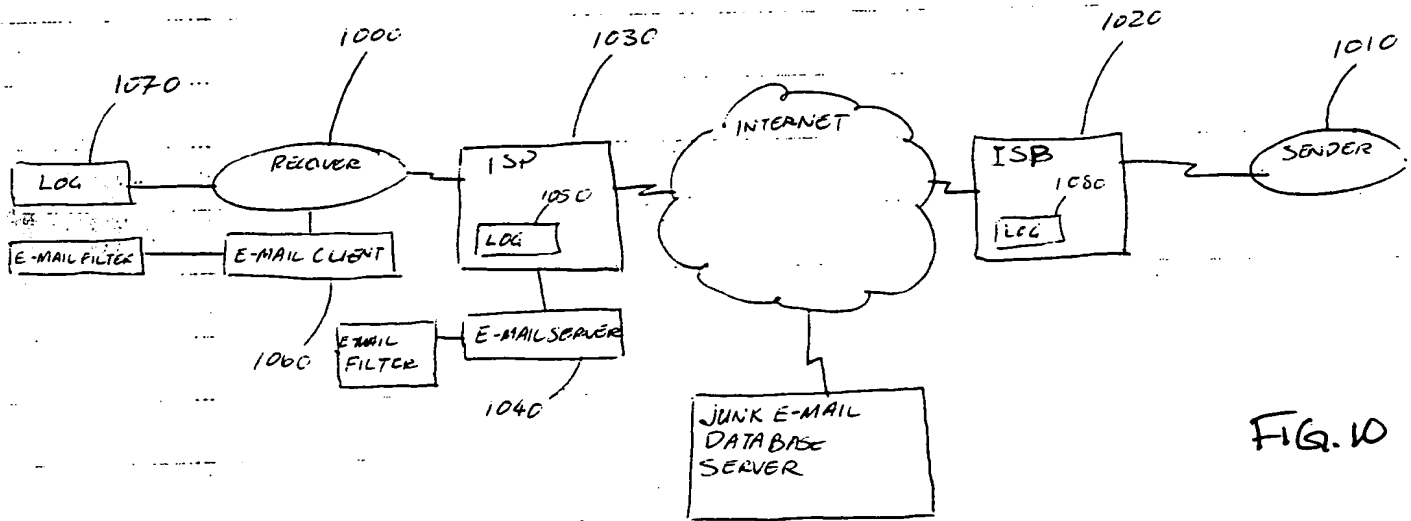 1000
1030
1020
1010
1070
INTERNET
RECEIVER
ISP
ISB
SENDER
LOG
1050
1080
LOG
LOG
E-MAIL FILTER
E-MAIL CLIENT
E-MAIL SERVER
E-MAIL
FILTER
1060
1040
JUNK E-MAIL
DATABASE
SERVER
FIG. 10